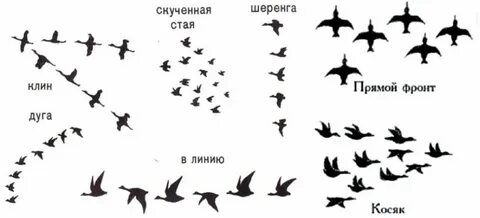 скученная
стая
шеренга
клин
Прямой фронт
дуга
в линию
Косяк